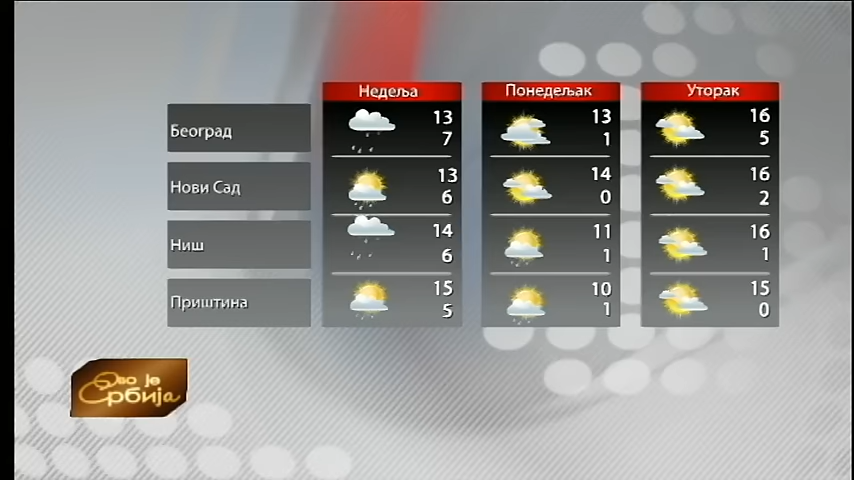 Недеља Понедељак Уторак
Београд 13 13 16
7 1 5
Нови Сад 13 14 16
6 0 2
Ниш 14 11 16
6 1 1
Приштина 15 10 15
5 1 0
Ово је
Србија